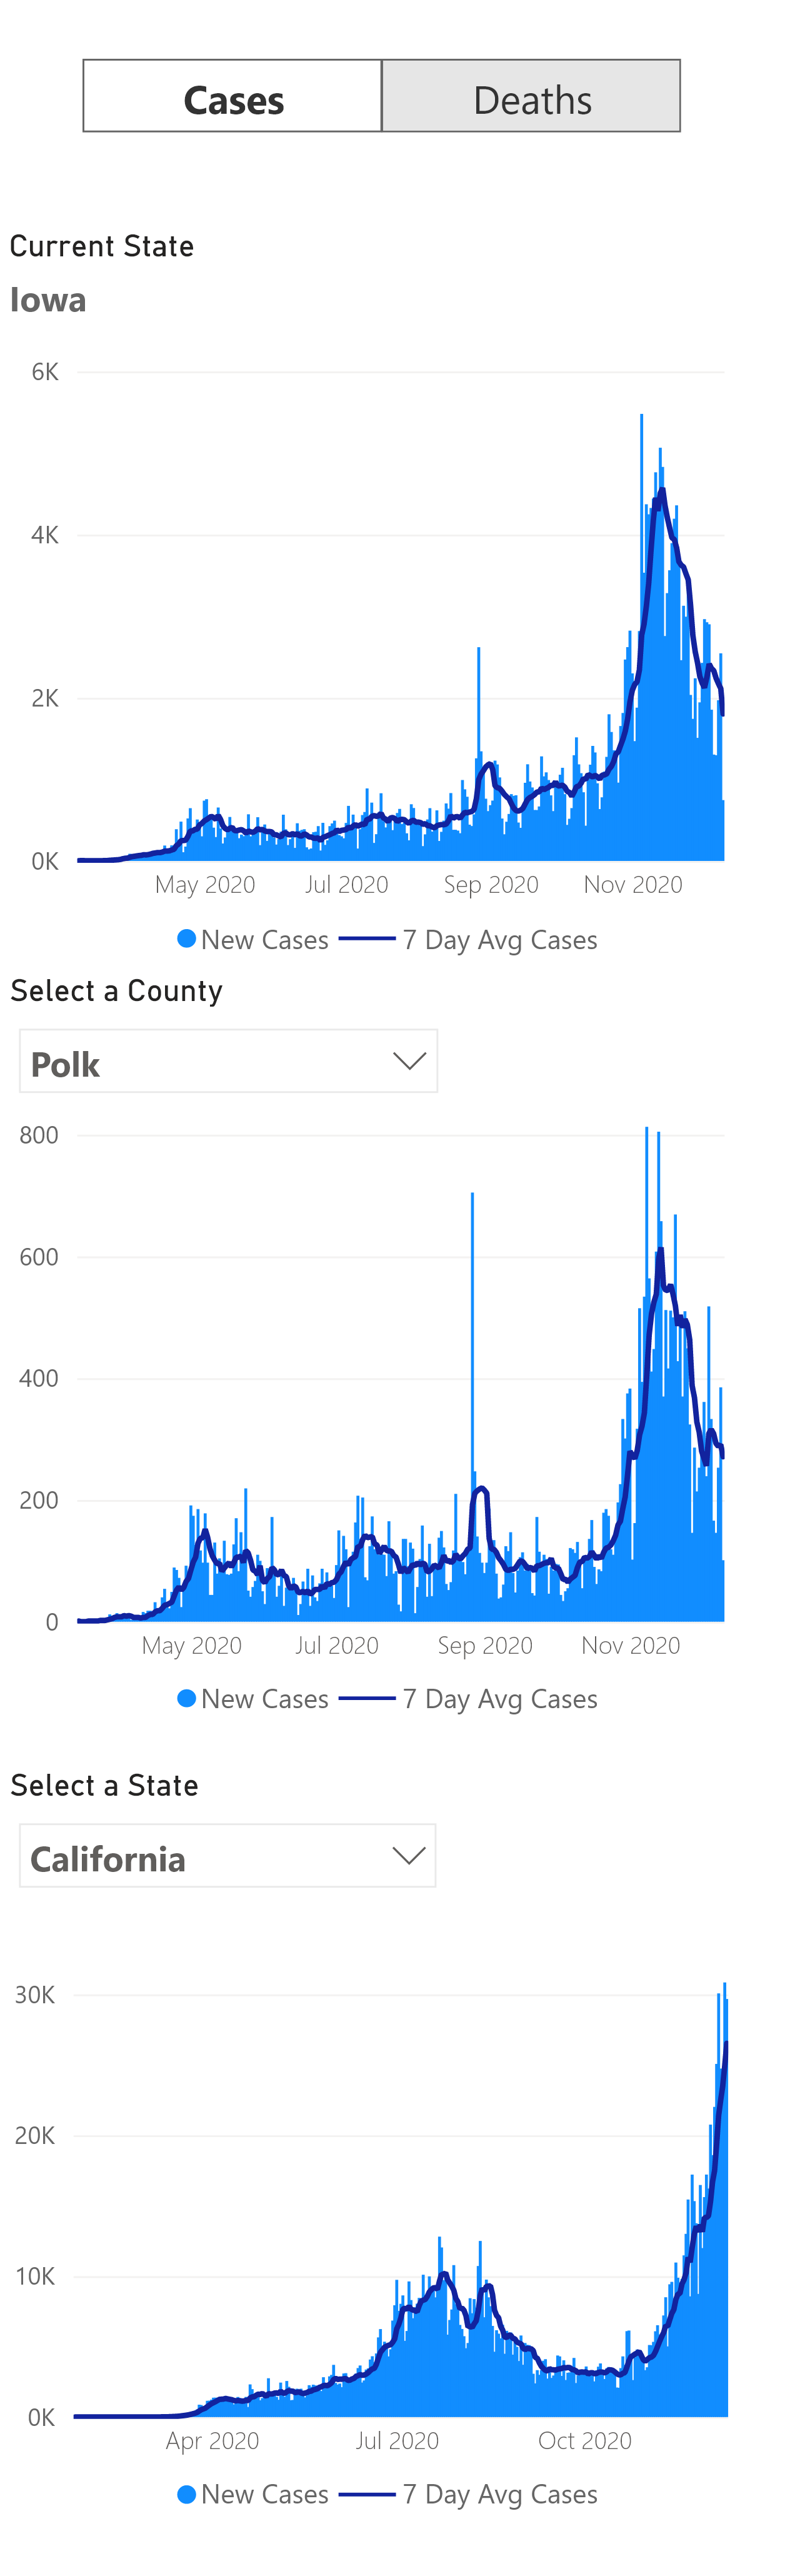 Cases Deaths
Current State
Iowa
6K
4K
2K
0K
May 2020 Jul 2020 Sep 2020 Nov 2020
New Cases 7 Day Avg Cases
Select a County
Polk
800
600
400
200
0
May 2020 Jul 2020 Sep 2020 Nov 2020
New Cases 7 Day Avg Cases
Select a State
California
30K
20K
10K
0K
Apr 2020 Jul 2020 Oct 2020
New Cases 7 Day Avg Cases